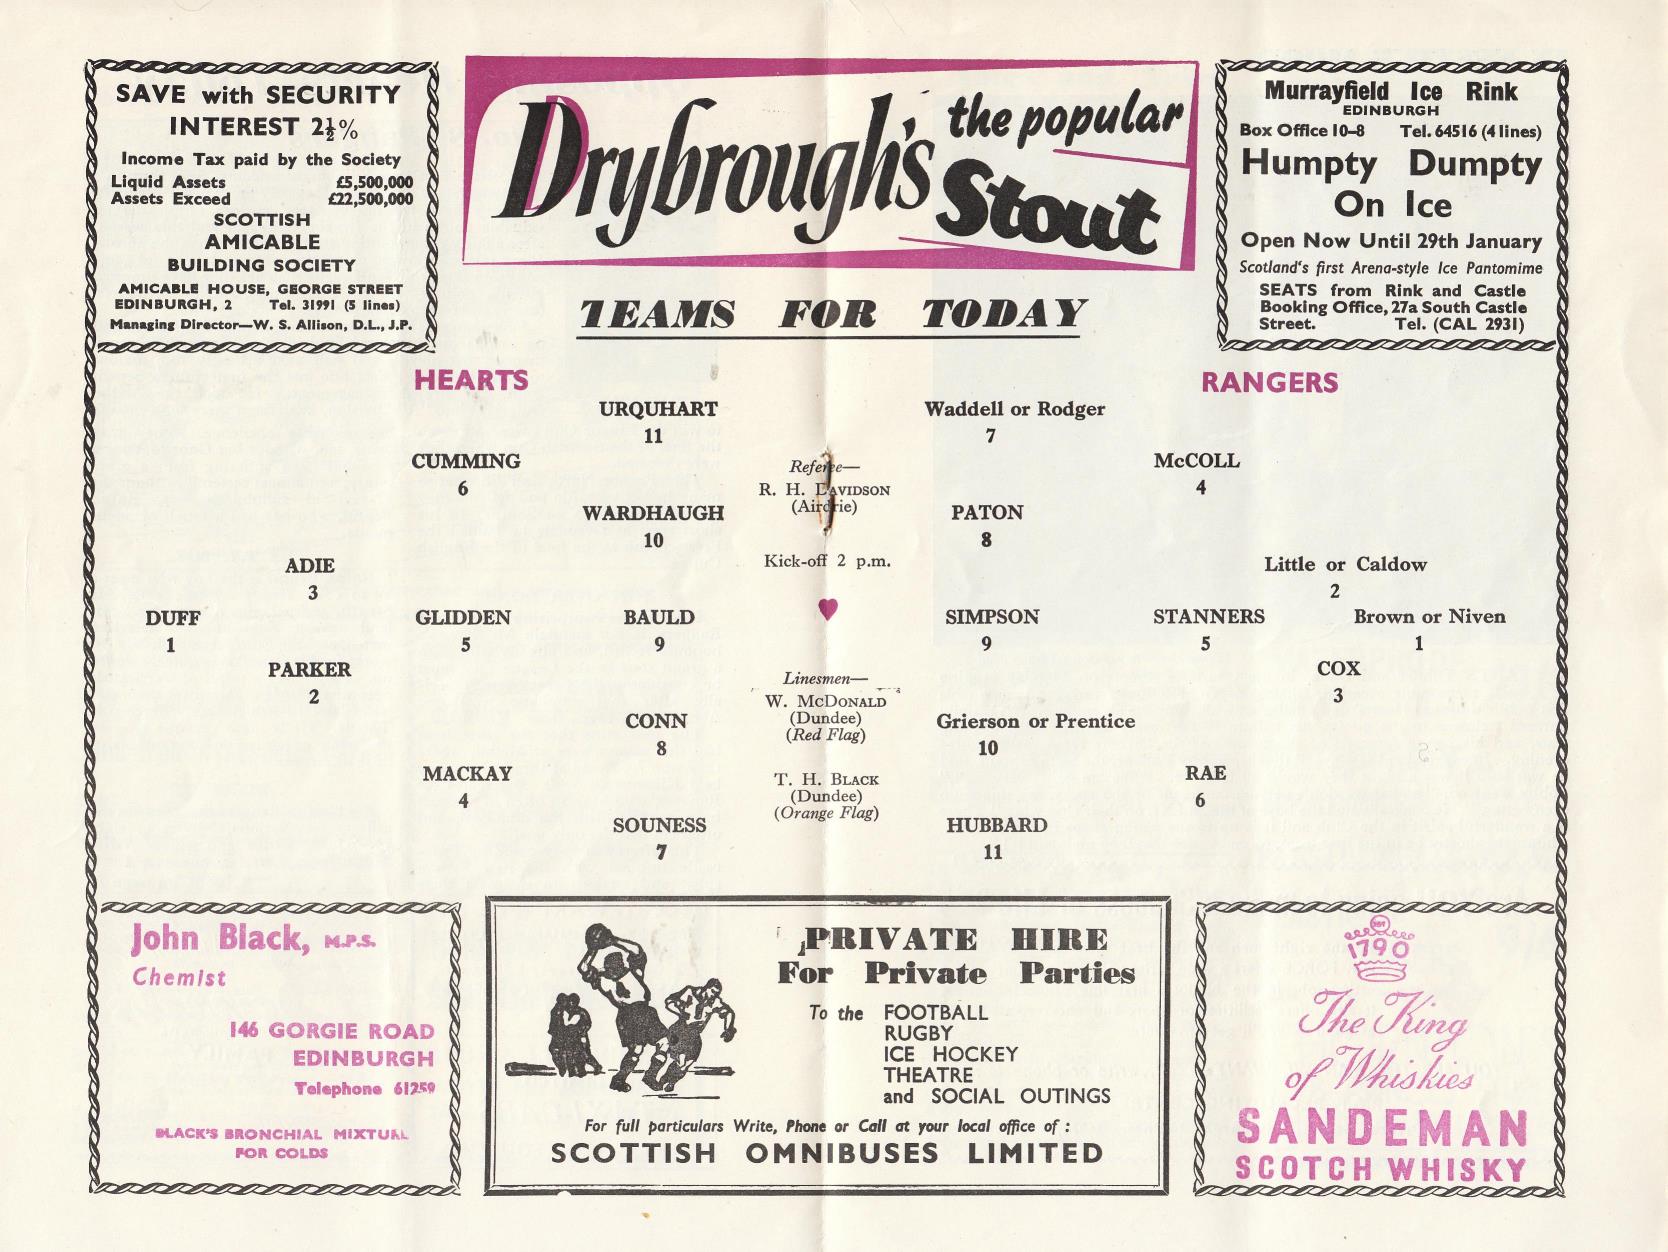 SAVE with SECURITY
INTEREST 2½%
Income Tax paid by the Society
Liquid Assets £5,500,000
Assets Exceed £22,500,000
SCOTTISH
AMICABLE
BUILDING SOCIETY
AMICABLE HOUSE, GEORGE STREET
EDINBURGH, 2 Tel. 31991 (5 lines)
Managing Director—W. S. Allison, D.L., J.P.
Drybrough's the popular
Stout
Murrayfield Ice Rink
EDINBURGH
Box Office 10-8 Tel. 64516 (4 lines)
Humpty Dumpty
On Ice
Open Now Until 29th January
Scotland's first Arena-style Ice Pantomime
SEATS from Rink and Castle
Booking Office, 27a South Castle
Street. Tel. (CAL 2931)
TEAMS FOR TODAY
HEARTS
URQUHART
11
CUMMING
6
WARDHAUGH
10
ADIE
3
DUFF GLIDDEN BAULD
1 5 9
PARKER
2
CONN
8
MACKAY
4
SOUNESS
7
Referee—
R. H. DAVIDSON
(Airdrie)
Kick-off 2 p.m.
Linesmen—
W. McDONALD
(Dundee)
(Red Flag)
T. H. BLACK
(Dundee)
(Orange Flag)
RANGERS
Waddell or Rodger
7
McCOLL
4
PATON
8
Little or Caldow
2
SIMPSON STANNERS Brown or Niven
9 5 1
COX
3
Grierson or Prentice
10
RAE
6
HUBBARD
11
John Black, M.P.S.
Chemist
146 GORGIE ROAD
EDINBURGH
Telephone 61259
BLACK'S BRONCHIAL MIXTURE
FOR COLDS
PRIVATE HIRE
For Private Parties
To the FOOTBALL
RUGBY
ICE HOCKEY
THEATRE
and SOCIAL OUTINGS
For full particulars Write, Phone or Call at your local office of :
SCOTTISH OMNIBUSES LIMITED
1790
The King
of Whiskies
SANDEMAN
SCOTCH WHISKY